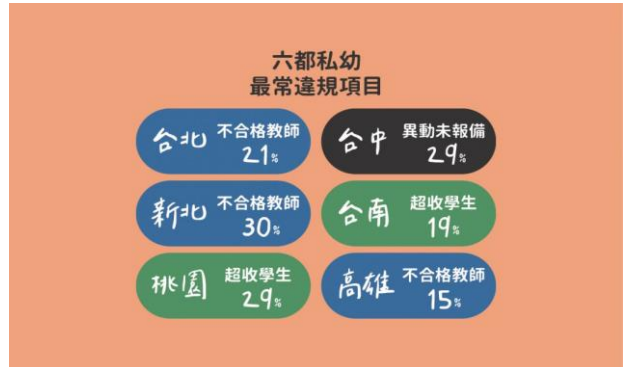 六都私幼
最常違規項目
台北 不合格教師 21%
台中 異動未報備 29%
新北 不合格教師 30%
台南 超收學生 19%
桃園 超收學生 29%
高雄 不合格教師 15%